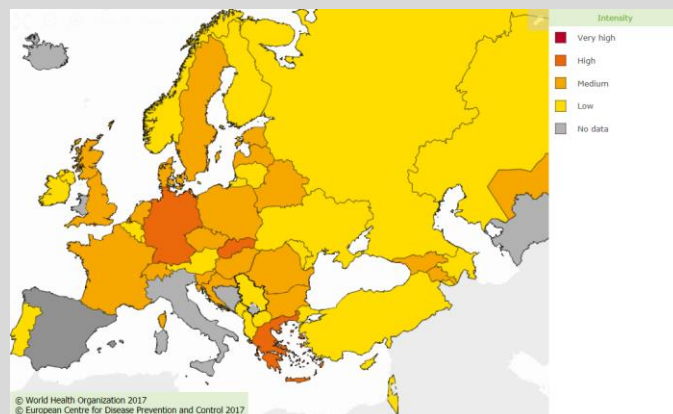 Intensity
Very high
High
Medium
Low
No data
© World Health Organization 2017
© European Centre for Disease Prevention and Control 2017